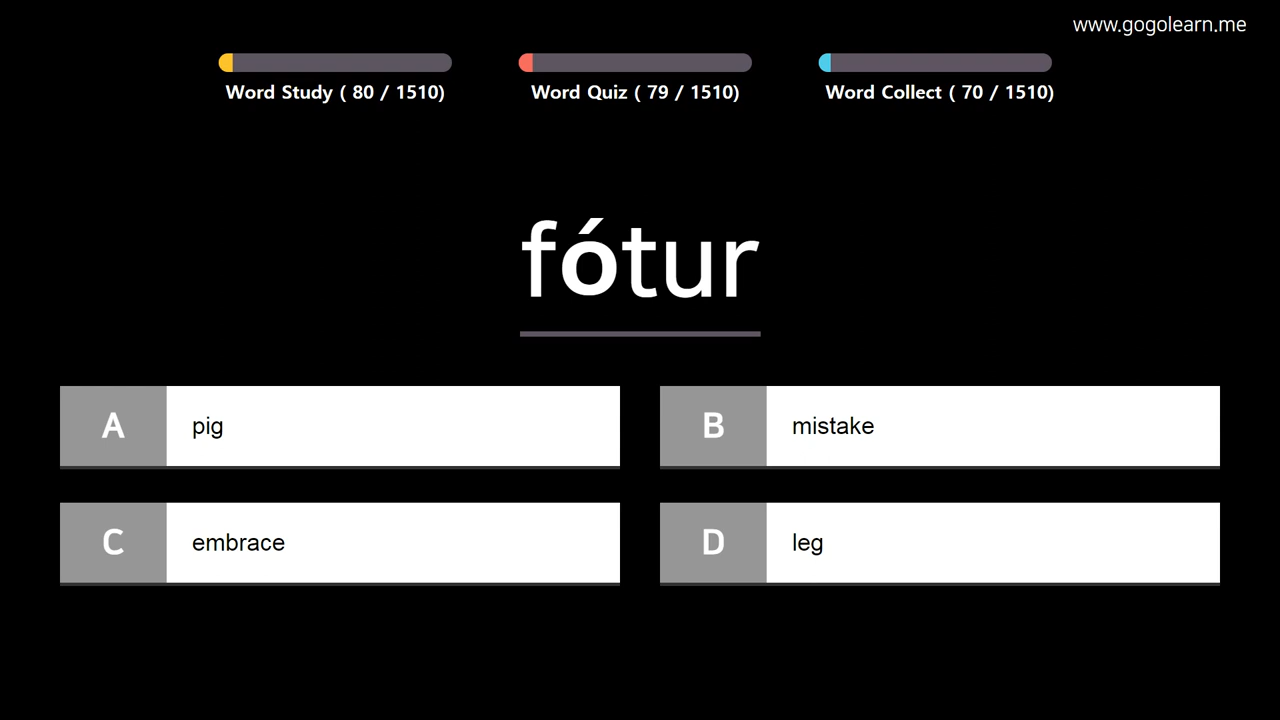 www.gogolearn.me
Word Study ( 80 / 1510)
Word Quiz ( 79 / 1510)
Word Collect ( 70 / 1510)
fótur
A pig
B mistake
C embrace
D leg